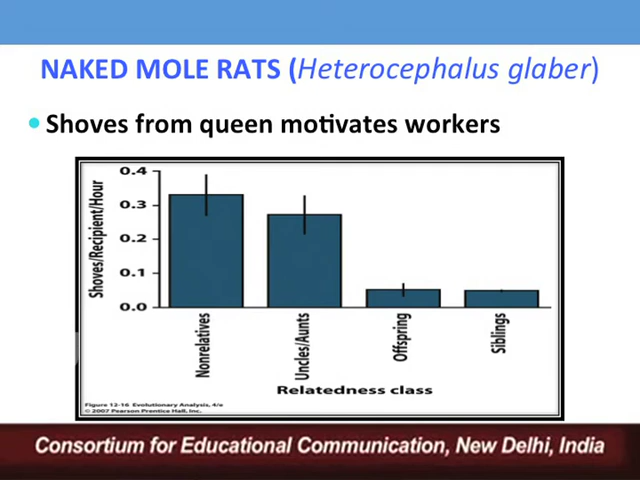 NAKED MOLE RATS (Heterocephalus glaber)
• Shoves from queen motivates workers
Shoves/Recipient/Hour
0.4
0.3
0.2
0.1
0.0
Nonrelatives
Uncles/Aunts
Offspring
Siblings
Relatedness class
Figure 12-16 Evolutionary Analysis, 4/e
© 2007 Pearson Prentice Hall, Inc.
Consortium for Educational Communication, New Delhi, India